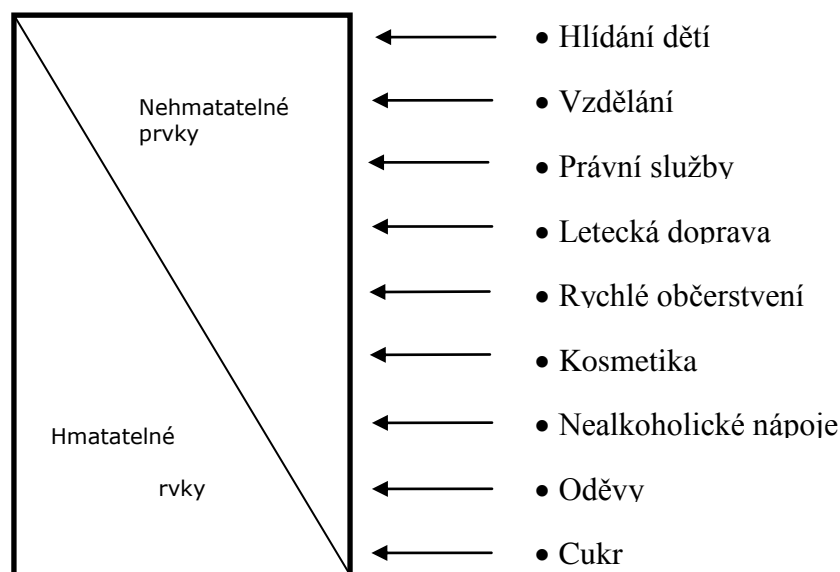 Nehmatatelné
prvky
Hmatatelné
rvky
• Hlídání dětí
• Vzdělání
• Právní služby
• Letecká doprava
• Rychlé občerstvení
• Kosmetika
• Nealkoholické nápoje
• Oděvy
• Cukr